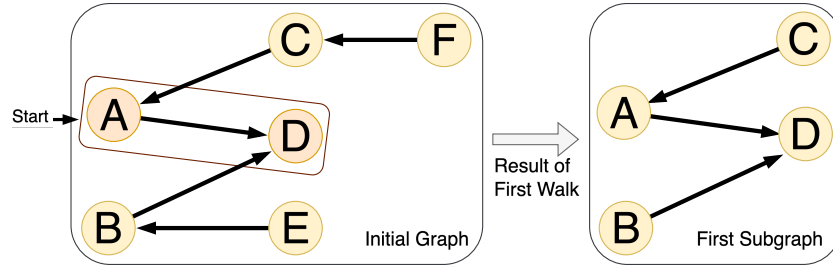 C
F
C
Start
A
A
D
D
Result of
First Walk
B
E
B
Initial Graph
First Subgraph